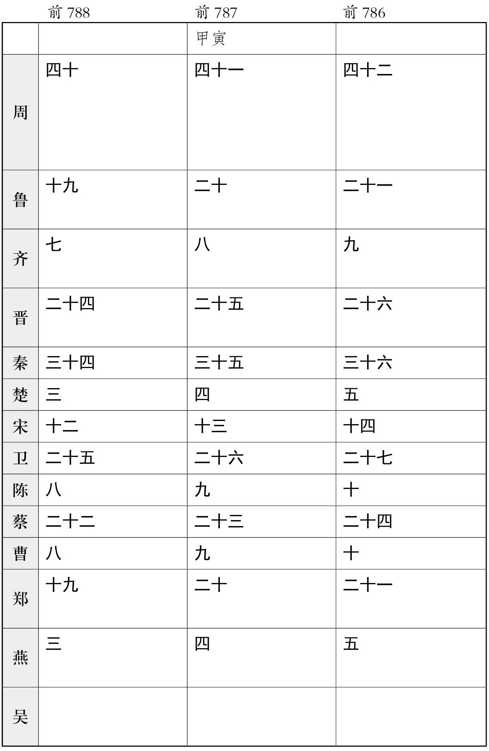 前 788 前 787 前 786
甲寅
周 四十 四十一 四十二
鲁 十九 二十 二十一
齐 七 八 九
晋 二十四 二十五 二十六
秦 三十四 三十五 三十六
楚 三 四 五
宋 十二 十三 十四
卫 二十五 二十六 二十七
陈 八 九 十
蔡 二十二 二十三 二十四
曹 八 九 十
郑 十九 二十 二十一
燕 三 四 五
吴